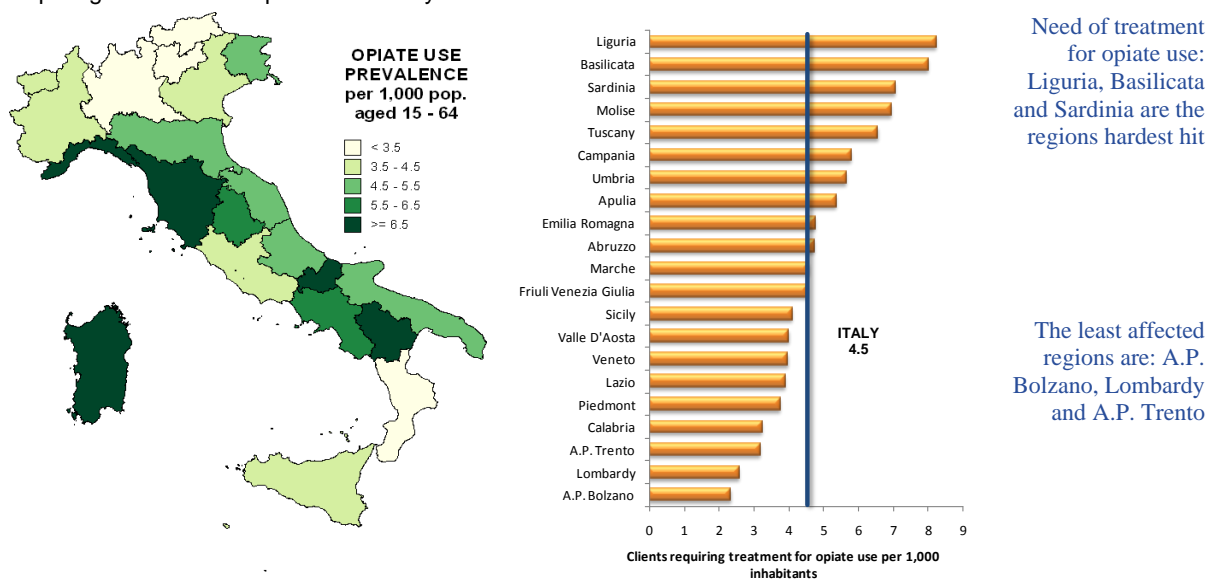 OPIATE USE
PREVALENCE
per 1,000 pop.
aged 15 - 64
< 3.5
3.5 - 4.5
4.5 - 5.5
5.5 - 6.5
>= 6.5
Liguria
Basilicata
Sardinia
Molise
Tuscany
Campania
Umbria
Apulia
Emilia Romagna
Abruzzo
Marche
Friuli Venezia Giulia
Sicily
Valle D'Aosta
Veneto
Lazio
Piedmont
Calabria
A.P. Trento
Lombardy
A.P. Bolzano
ITALY
4.5
0 1 2 3 4 5 6 7 8 9
Clients requiring treatment for opiate use per 1,000
inhabitants
Need of treatment
for opiate use:
Liguria, Basilicata
and Sardinia are the
regions hardest hit
The least affected
regions are: A.P.
Bolzano, Lombardy
and A.P. Trento